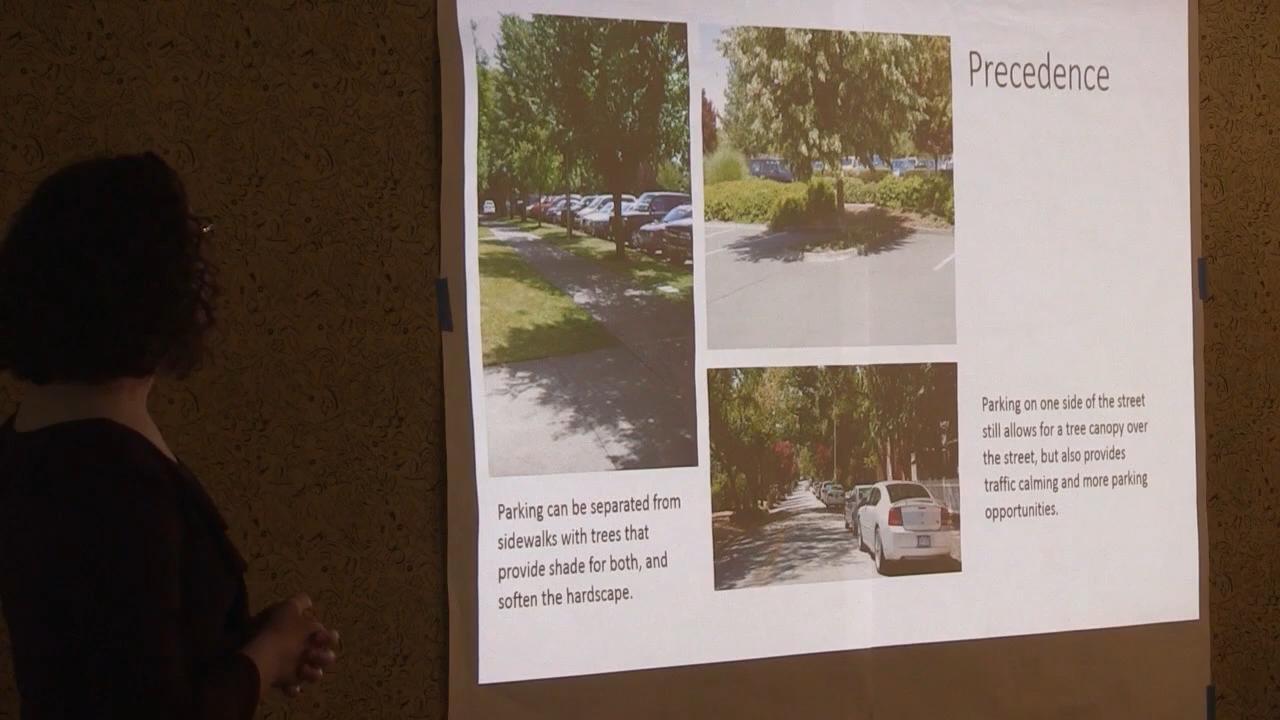 Precedence
Parking can be separated from
sidewalks with trees that
provide shade for both, and
soften the hardscape.
Parking on one side of the street
still allows for a tree canopy over
the street, but also provides
traffic calming and more parking
opportunities.